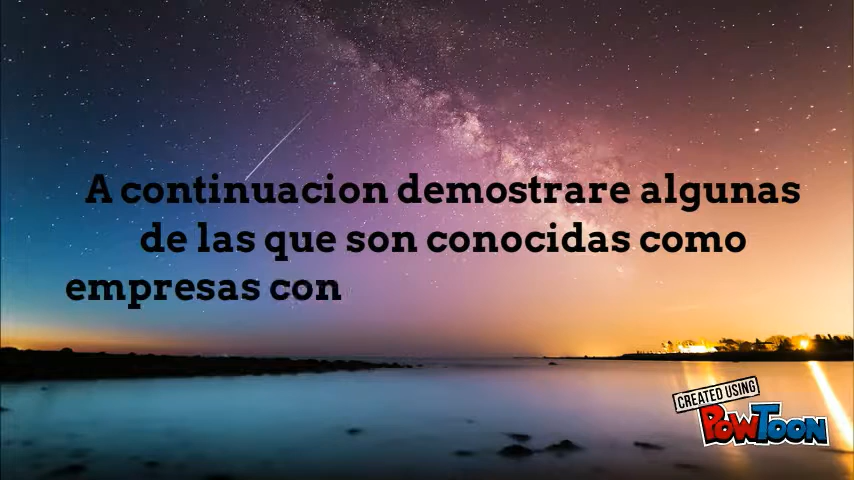 A continuacion demostrare algunas
de las que son conocidas como
empresas con
CREATED USING
POWTOON